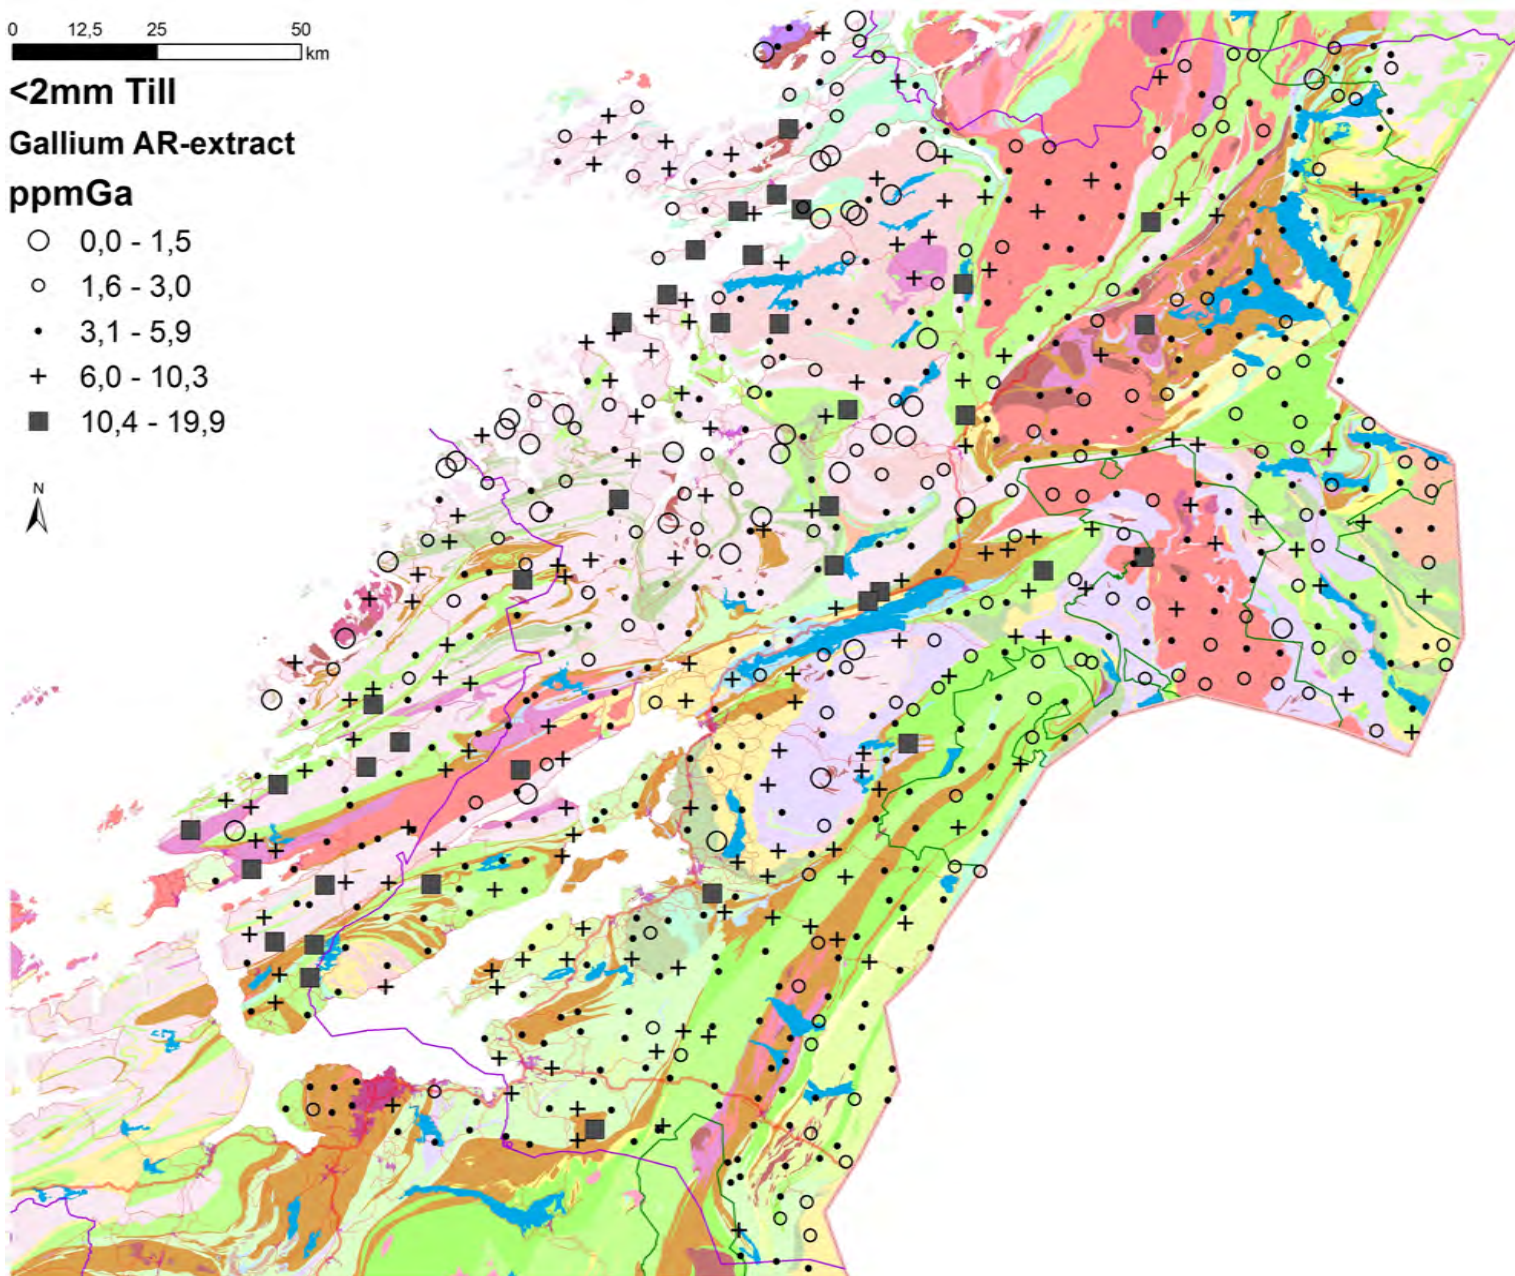 0 12,5 25 50
km
<2mm Till
Gallium AR-extract
ppmGa
0,0 - 1,5
1,6 - 3,0
3,1 - 5,9
6,0 - 10,3
10,4 - 19,9
N